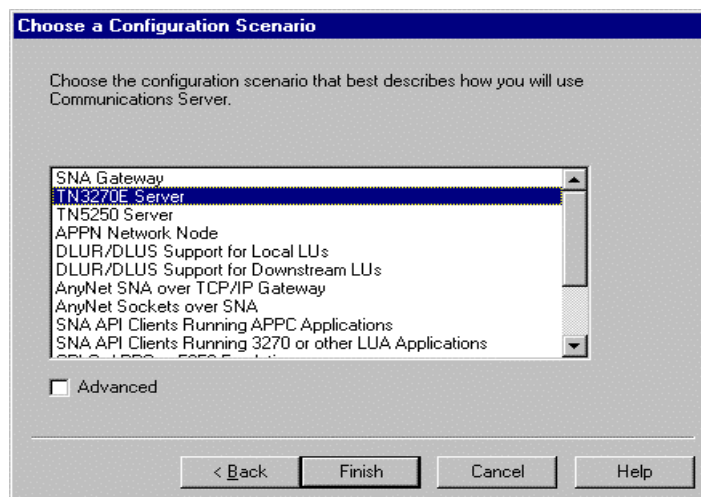 Choose a Configuration Scenario
Choose the configuration scenario that best describes how you will use
Communications Server.
SNA Gateway
TN3270E Server
TN5250 Server
APPN Network Node
DLUR/DLUS Support for Local LUs
DLUR/DLUS Support for Downstream LUs
AnyNet SNA over TCP/IP Gateway
AnyNet Sockets over SNA
SNA API Clients Running APPC Applications
SNA API Clients Running 3270 or other LUA Applications
Advanced
< Back
Finish
Cancel
Help